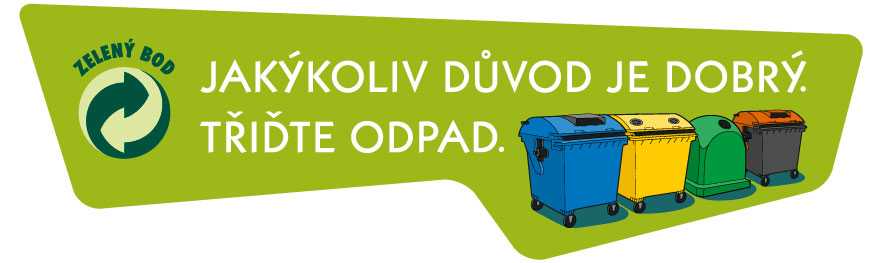 ZELENÝ BOD
JAKÝKOLIV DŮVOD JE DOBRÝ.
TŘIĎTE ODPAD.